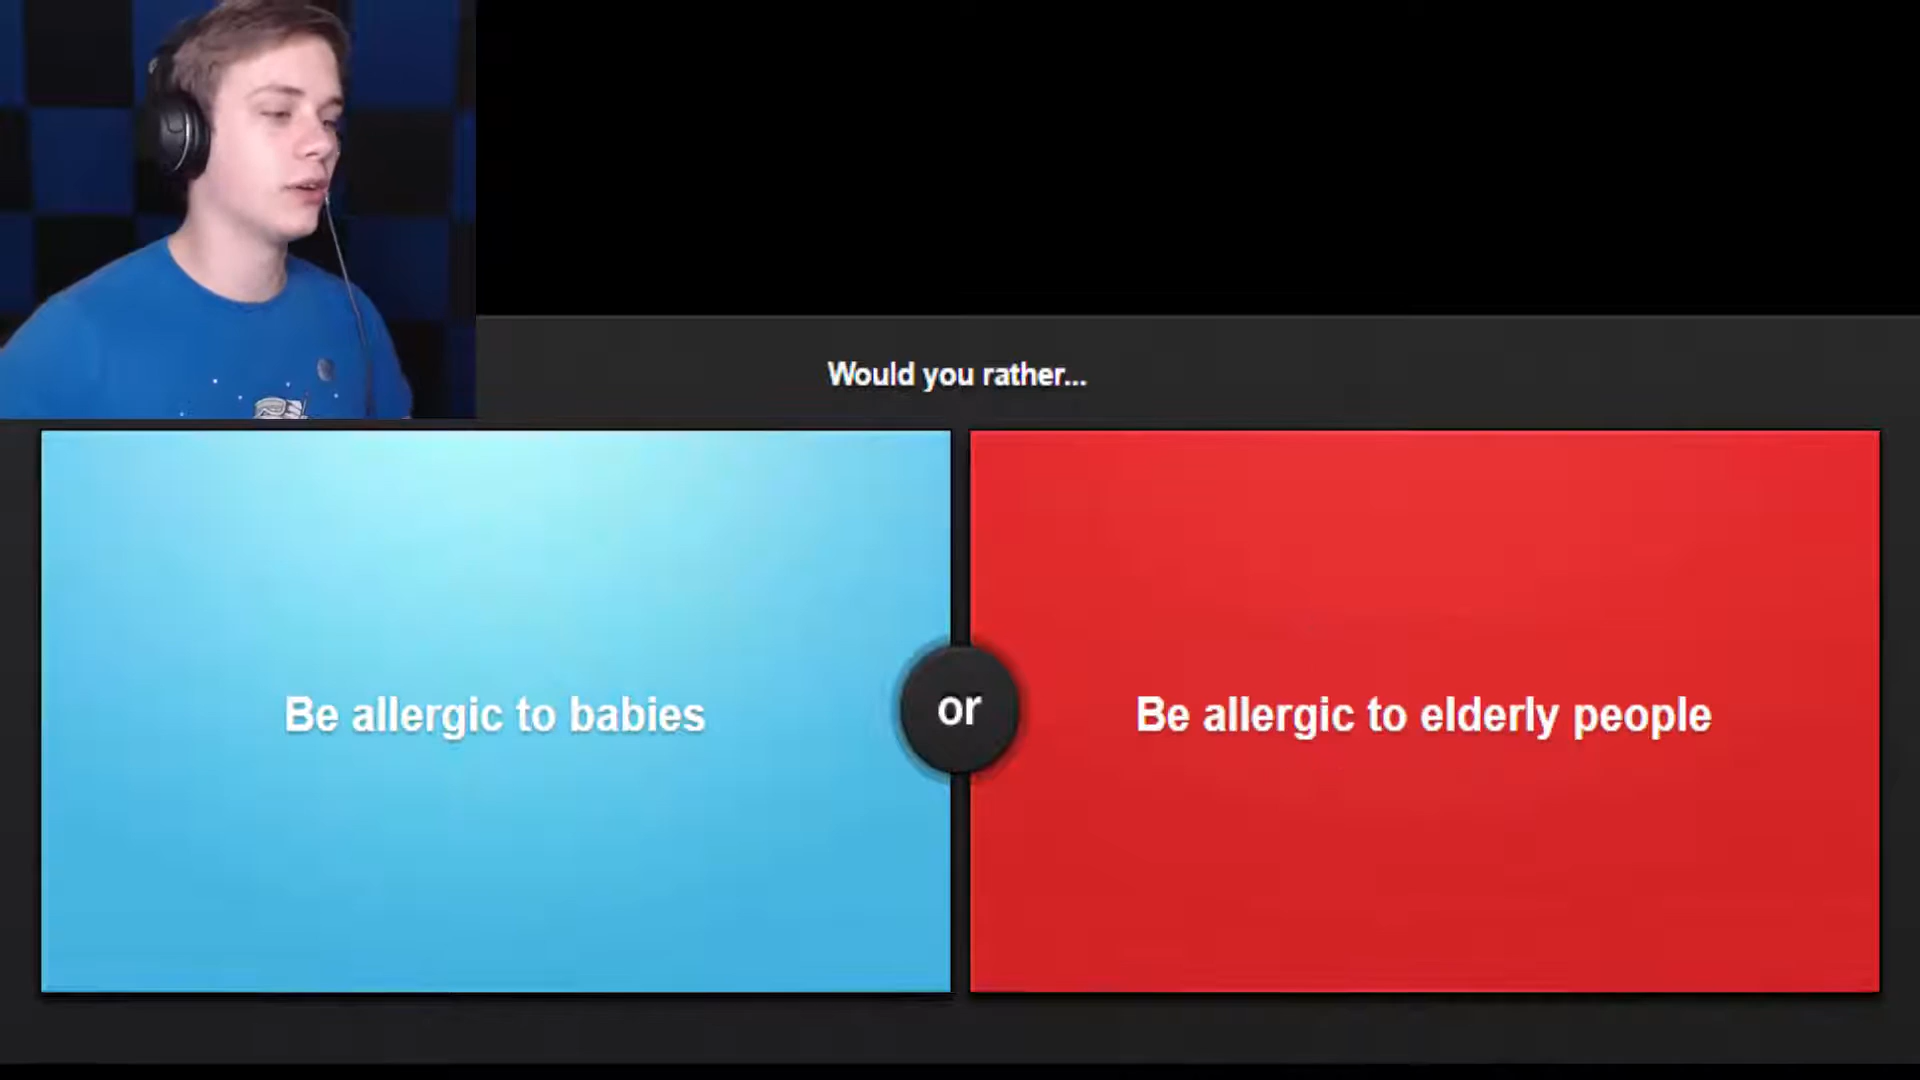 Would you rather...
Be allergic to babies
or
Be allergic to elderly people